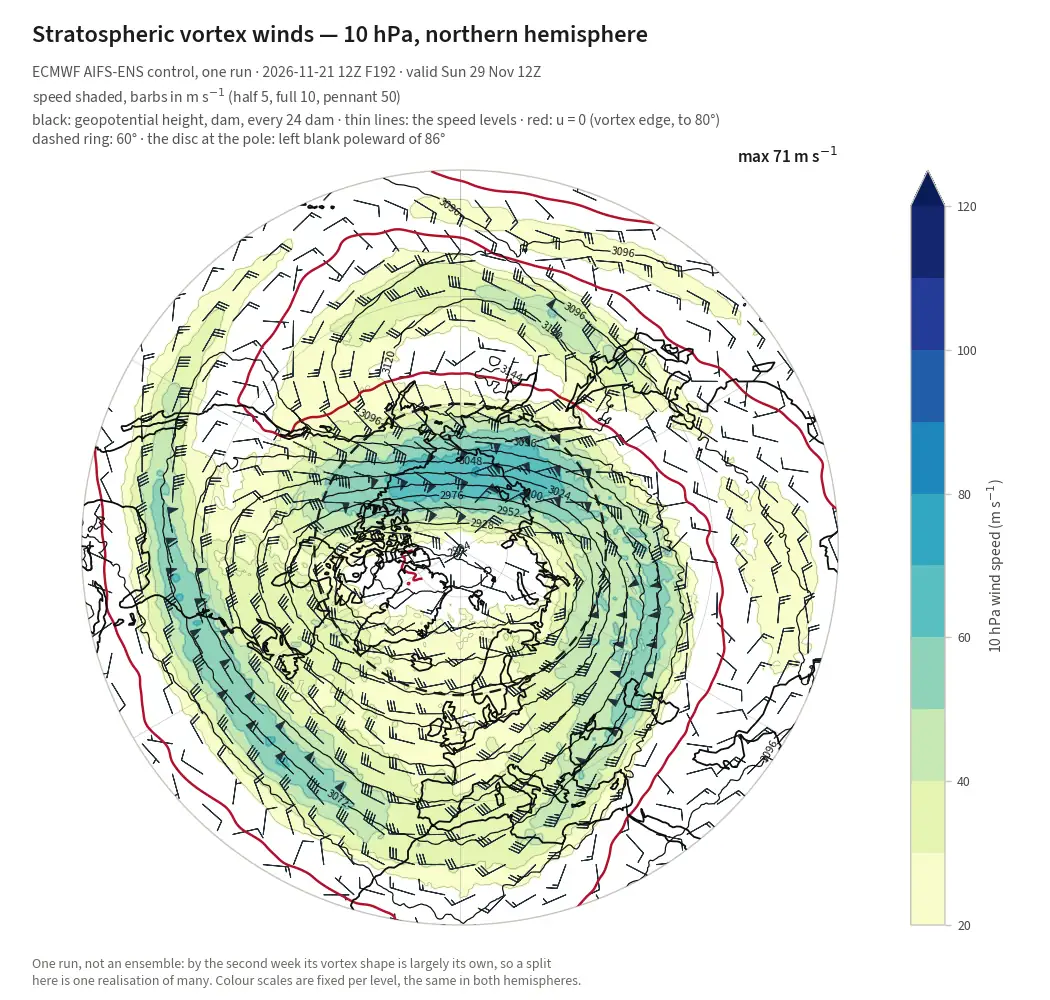 Stratospheric vortex winds — 10 hPa, northern hemisphere
ECMWF AIFS-ENS control, one run · 2026-11-21 12Z F192 · valid Sun 29 Nov 12Z
speed shaded, barbs in m s⁻¹ (half 5, full 10, pennant 50)
black: geopotential height, dam, every 24 dam · thin lines: the speed levels · red: u = 0 (vortex edge, to 80°)
dashed ring: 60° · the disc at the pole: left blank poleward of 86°
max 71 m s⁻¹
120
100
80
60
40
20
10 hPa wind speed (m s⁻¹)
3096
3096
3096
3120
3144
3096
3048
3024
2976
2952
2928
3072
3096
One run, not an ensemble: by the second week its vortex shape is largely its own, so a split
here is one realisation of many. Colour scales are fixed per level, the same in both hemispheres.